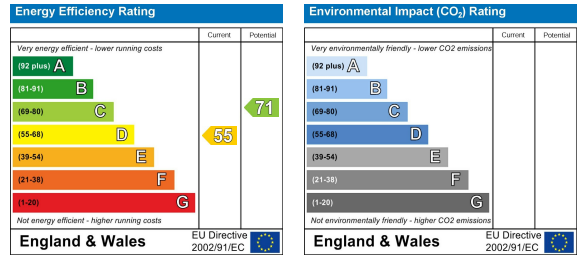 Energy Efficiency Rating
Current Potential
Very energy efficient - lower running costs
(92 plus) A
(81-91) B
(69-80) C
71
(55-68) D
55
(39-54) E
(21-38) F
(1-20) G
Not energy efficient - higher running costs
England & Wales
EU Directive
2002/91/EC
Environmental Impact (CO₂) Rating
Current Potential
Very environmentally friendly - lower CO2 emissions
(92 plus) A
(81-91) B
(69-80) C
(55-68) D
(39-54) E
(21-38) F
(1-20) G
Not environmentally friendly - higher CO2 emissions
England & Wales
EU Directive
2002/91/EC